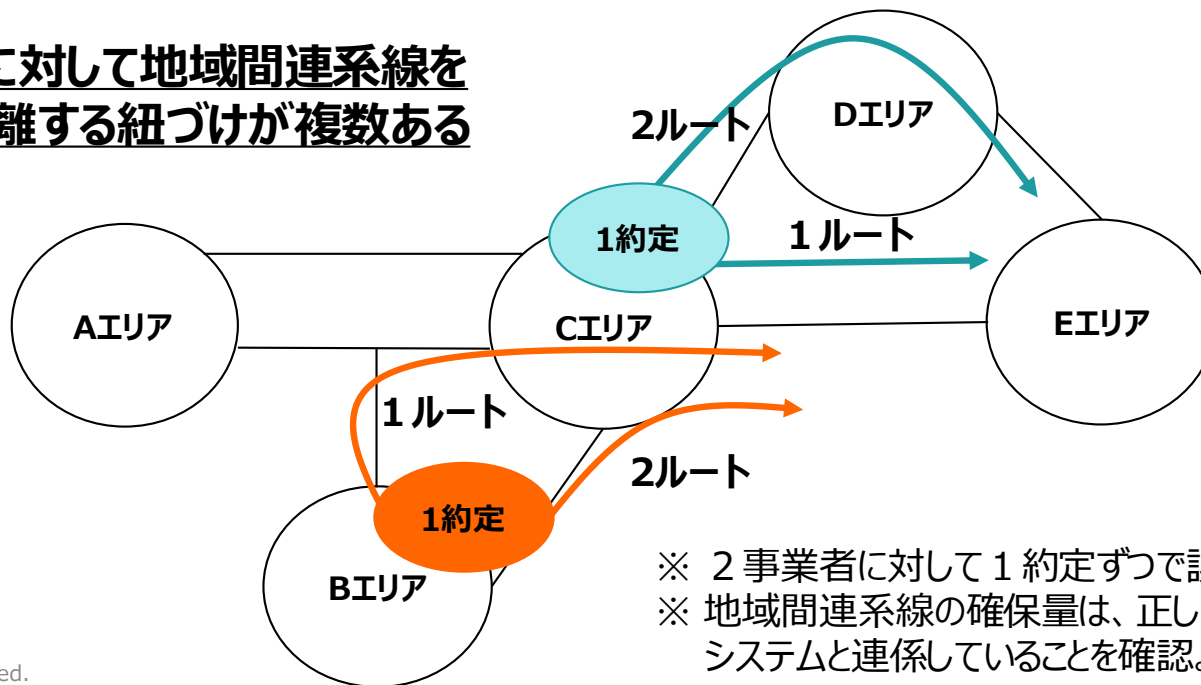 に対して地域間連系線を
離する紐づけが複数ある
Dエリア
2ルート
1約定
1ルート
Aエリア
Cエリア
Eエリア
1ルート
2ルート
1約定
Bエリア
※ 2事業者に対して1約定ずつで
※ 地域間連系線の確保量は、正し
システムと連係していることを確認。
ed.